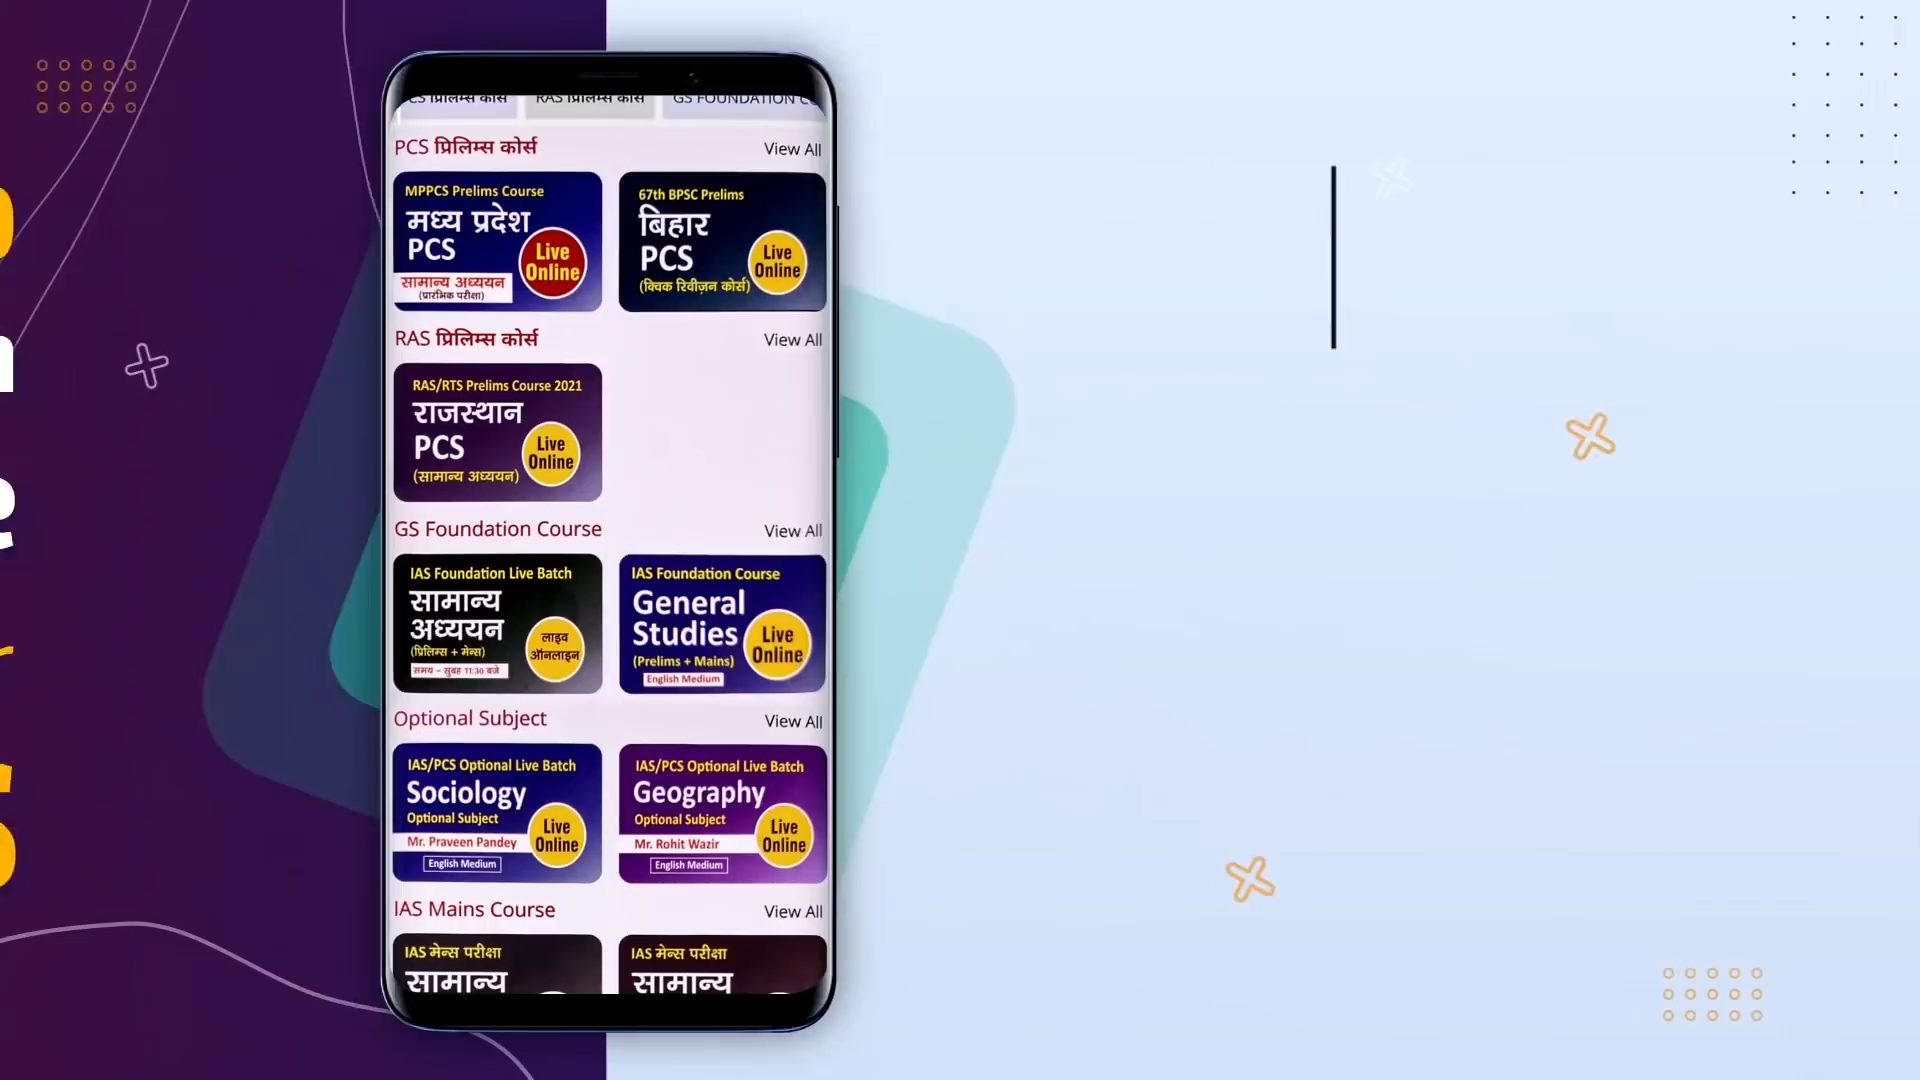 PCS प्रिलिम्स कोर्स
View All
MPPCS Prelims Course
मध्य प्रदेश
PCS
Live
Online
सामान्य अध्ययन
(प्रारंभिक परीक्षा)
67th BPSC Prelims
बिहार
PCS
(क्विक रिवीज़न कोर्स)
Live
Online
RAS प्रिलिम्स कोर्स
View All
RAS/RTS Prelims Course 2021
राजस्थान
PCS
(सामान्य अध्ययन)
Live
Online
GS Foundation Course
View All
IAS Foundation Live Batch
सामान्य
अध्ययन
(प्रिलिम्स + मेन्स)
समय - सुबह 11:30 बजे
लाइव
ऑनलाइन
IAS Foundation Course
General
Studies
(Prelims + Mains)
English Medium
Live
Online
Optional Subject
View All
IAS/PCS Optional Live Batch
Sociology
Optional Subject
Mr. Praveen Pandey
English Medium
Live
Online
IAS/PCS Optional Live Batch
Geography
Optional Subject
Mr. Rohit Wazir
English Medium
Live
Online
IAS Mains Course
View All
IAS मेन्स परीक्षा
सामान्य
IAS मेन्स परीक्षा
सामान्य